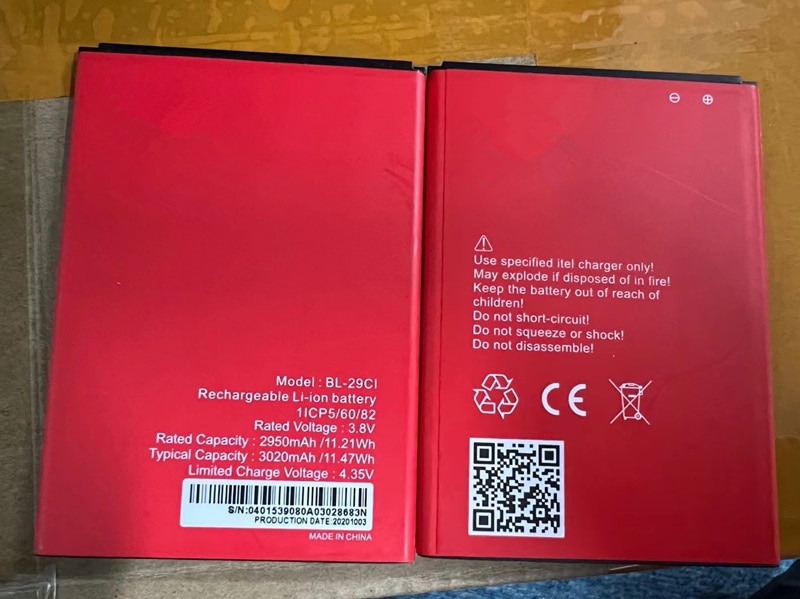 Model : BL-29CI
Rechargeable Li-ion battery
1ICP5/60/82
Rated Voltage : 3.8V
Rated Capacity : 2950mAh /11.21Wh
Typical Capacity : 3020mAh /11.47Wh
Limited Charge Voltage : 4.35V
S/N:0401539080A03028683N
PRODUCTION DATE:20201003
MADE IN CHINA
Use specified itel charger only!
May explode if disposed of in fire!
Keep the battery out of reach of
children!
Do not short-circuit!
Do not squeeze or shock!
Do not disassemble!
CE